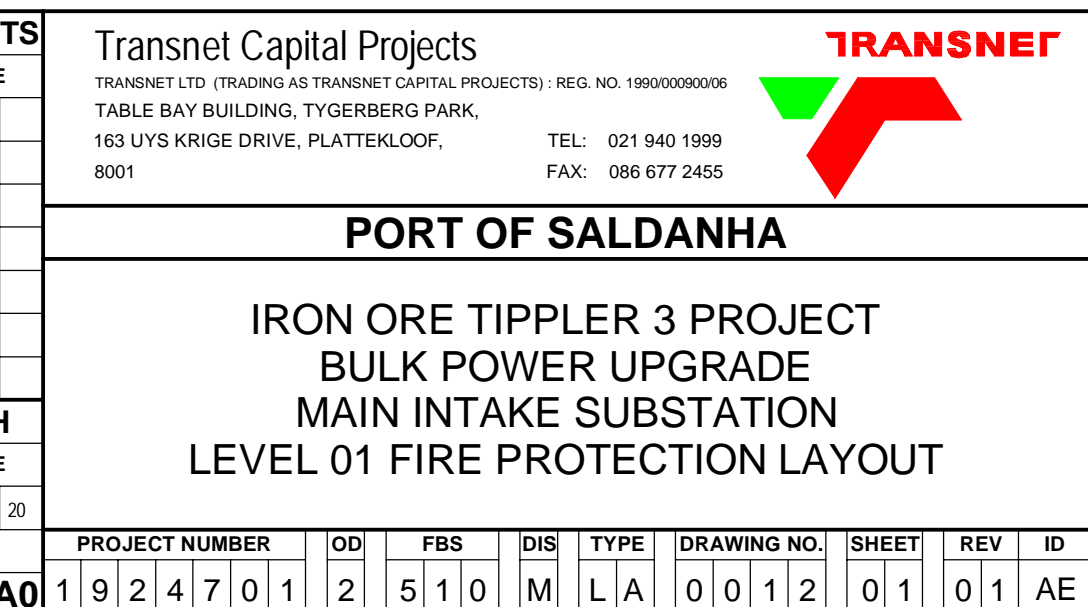 TS
E
Transnet Capital Projects
TRANSNET
TRANSNET LTD (TRADING AS TRANSNET CAPITAL PROJECTS) : REG. NO. 1990/000900/06
TABLE BAY BUILDING, TYGERBERG PARK,
163 UYS KRIGE DRIVE, PLATTEKLOOF, TEL: 021 940 1999
8001 FAX: 086 677 2455
PORT OF SALDANHA
IRON ORE TIPPLER 3 PROJECT
BULK POWER UPGRADE
MAIN INTAKE SUBSTATION
LEVEL 01 FIRE PROTECTION LAYOUT
H
E
20
PROJECT NUMBER OD FBS DIS TYPE DRAWING NO. SHEET REV ID
A0 1 9 2 4 7 0 1 2 5 1 0 M L A 0 0 1 2 0 1 0 1 AE